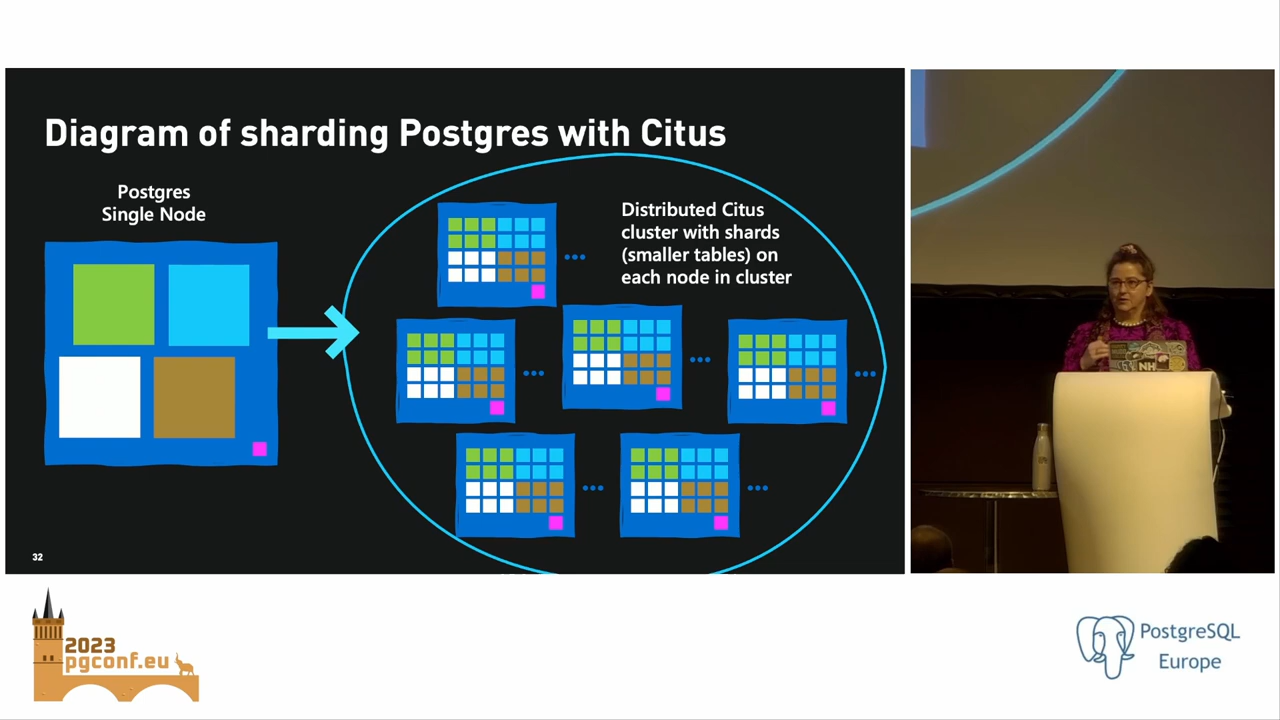 Diagram of sharding Postgres with Citus
Postgres
Single Node
Distributed Citus
cluster with shards
(smaller tables) on
each node in cluster
32
NH
2023
pgconf.eu
PostgreSQL
Europe